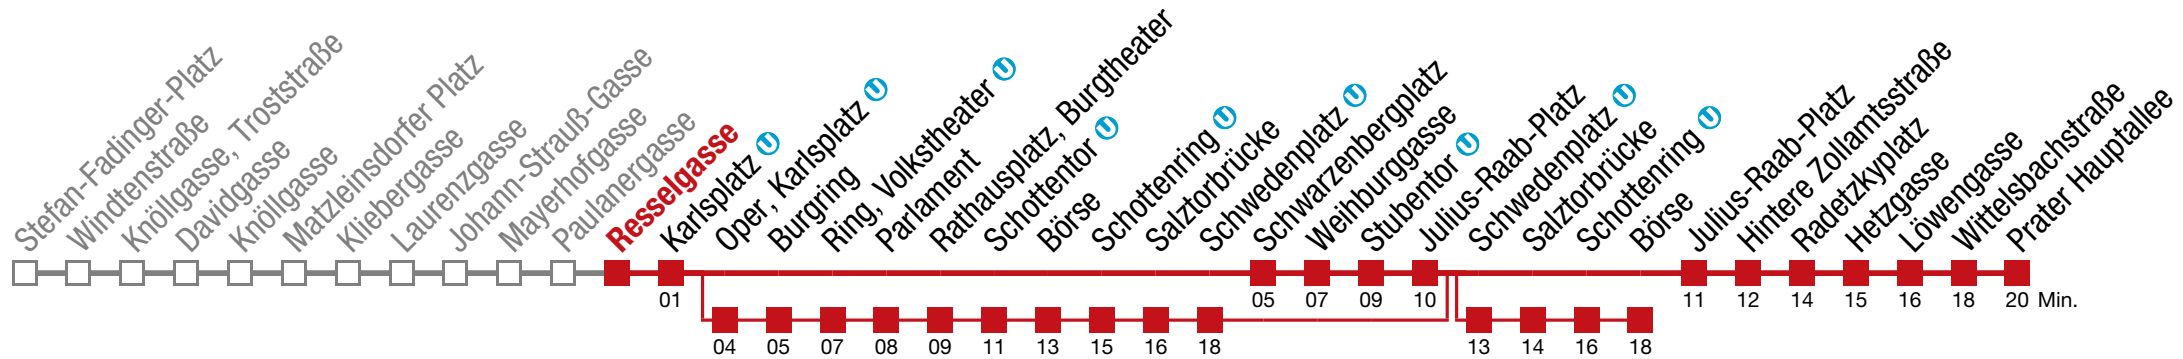 Stefan-Fadinger-Platz
Windtenstraße
Knöllgasse, Troststraße
Davidgasse
Knöllgasse
Matzleinsdorfer Platz
Kliebergasse
Laurenzgasse
Johann-Strauß-Gasse
Mayerhofgasse
Paulanergasse
Resselgasse
Karlsplatz U
Oper, Karlsplatz U
Burgring
Ring, Volkstheater U
Parlament
Rathausplatz, Burgtheater
Schottentor U
Börse
Schottenring U
Salztorbrücke
Schwedenplatz U
Schwarzenbergplatz
Weihburggasse
Stubentor U
Julius-Raab-Platz
Schwedenplatz U
Salztorbrücke
Schottenring U
Börse
Julius-Raab-Platz
Hintere Zollamtsstraße
Radetzkyplatz
Hetzgasse
Löwengasse
Wittelsbachstraße
Prater Hauptallee
01 05 07 09 10 11 12 14 15 16 18 20 Min.
04 05 07 08 09 11 13 15 16 18 13 14 16 18